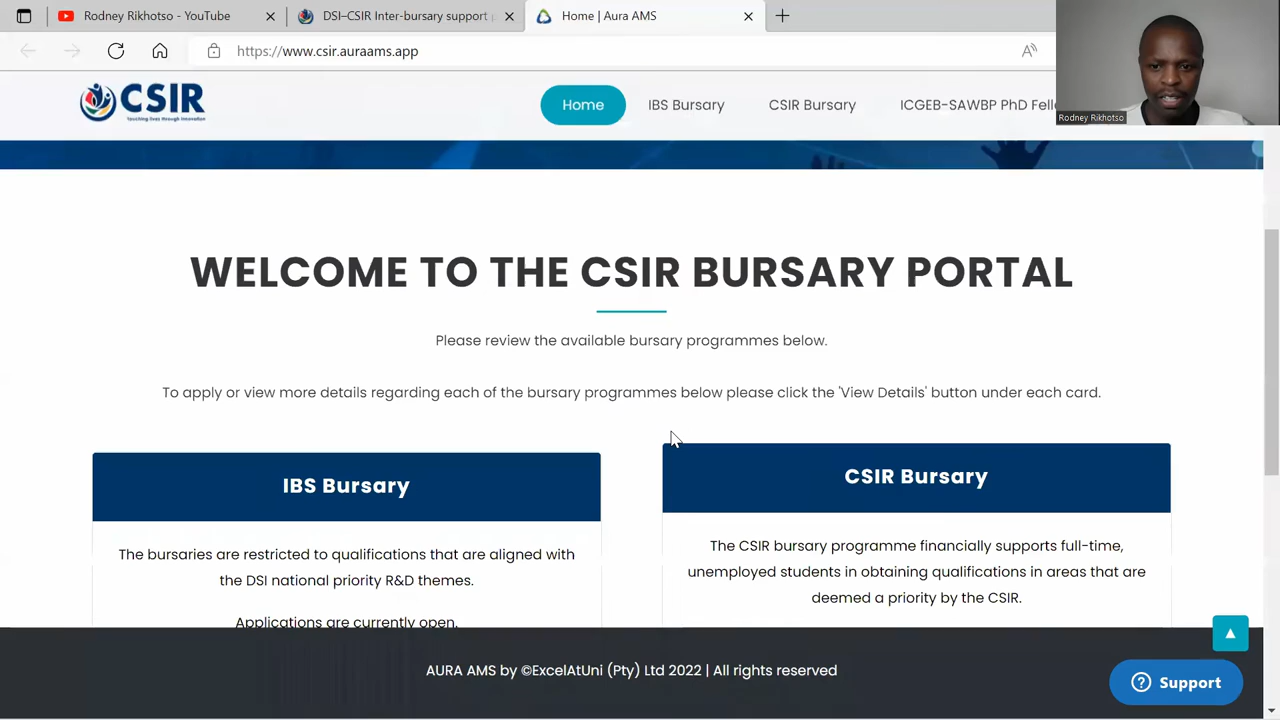 Rodney Rikhotso - YouTube
DSI–CSIR Inter-bursary support
Home | Aura AMS
https://www.csir.auraams.app
CSIR
Touching lives through innovation
Home
IBS Bursary
CSIR Bursary
ICGEB-SAWBP PhD Fell
Rodney Rikhotso
WELCOME TO THE CSIR BURSARY PORTAL
Please review the available bursary programmes below.
To apply or view more details regarding each of the bursary programmes below please click the 'View Details' button under each card.
IBS Bursary
The bursaries are restricted to qualifications that are aligned with
the DSI national priority R&D themes.
Applications are currently open.
CSIR Bursary
The CSIR bursary programme financially supports full-time,
unemployed students in obtaining qualifications in areas that are
deemed a priority by the CSIR.
AURA AMS by ©ExcelAtUni (Pty) Ltd 2022 | All rights reserved
Support